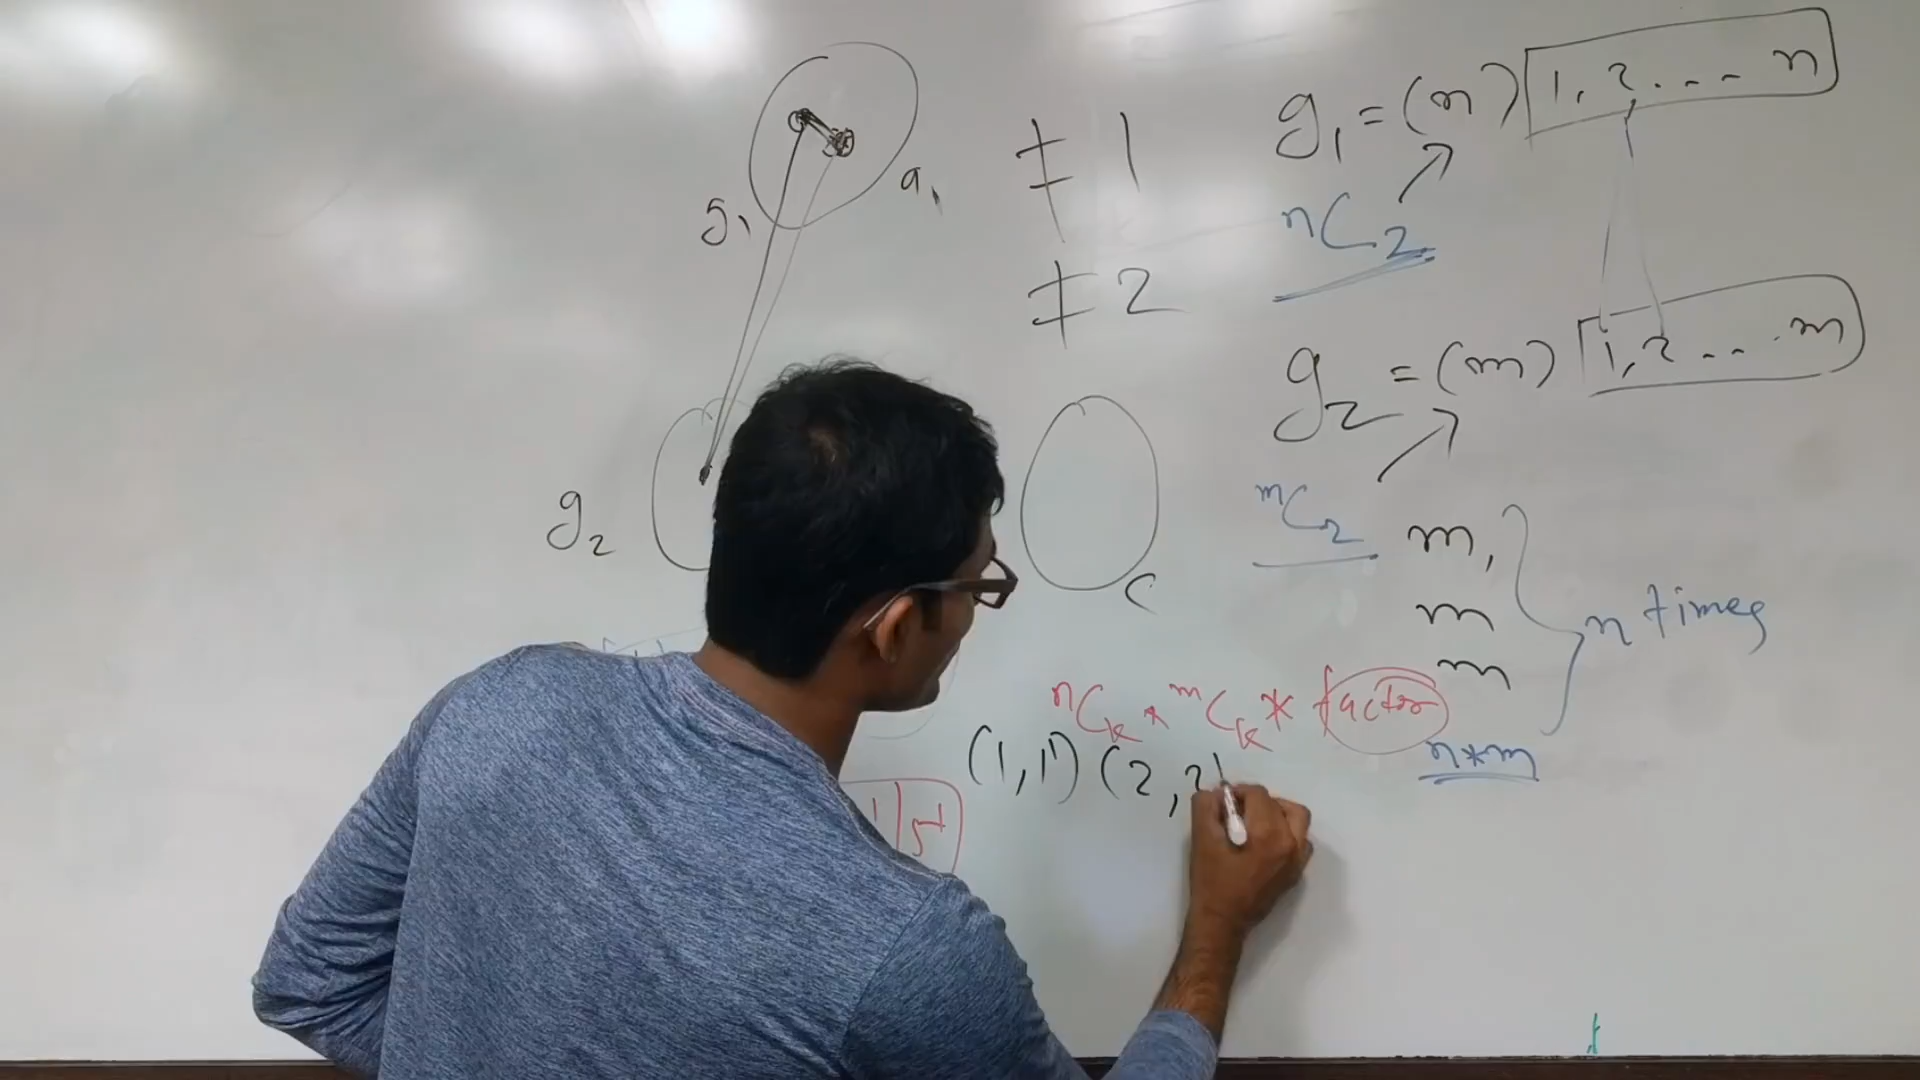 g₁ = (n) 1, 2 . . . n
≠ 1
a₁
g₁
ⁿC₂
≠ 2
g₂ = (m) 1, 2 . . . m
g₂
ᵐC₂
m,
C
m
n times
m
ⁿCₖ * ᵐCₖ * factor
n*m
(1,1) (2,2)